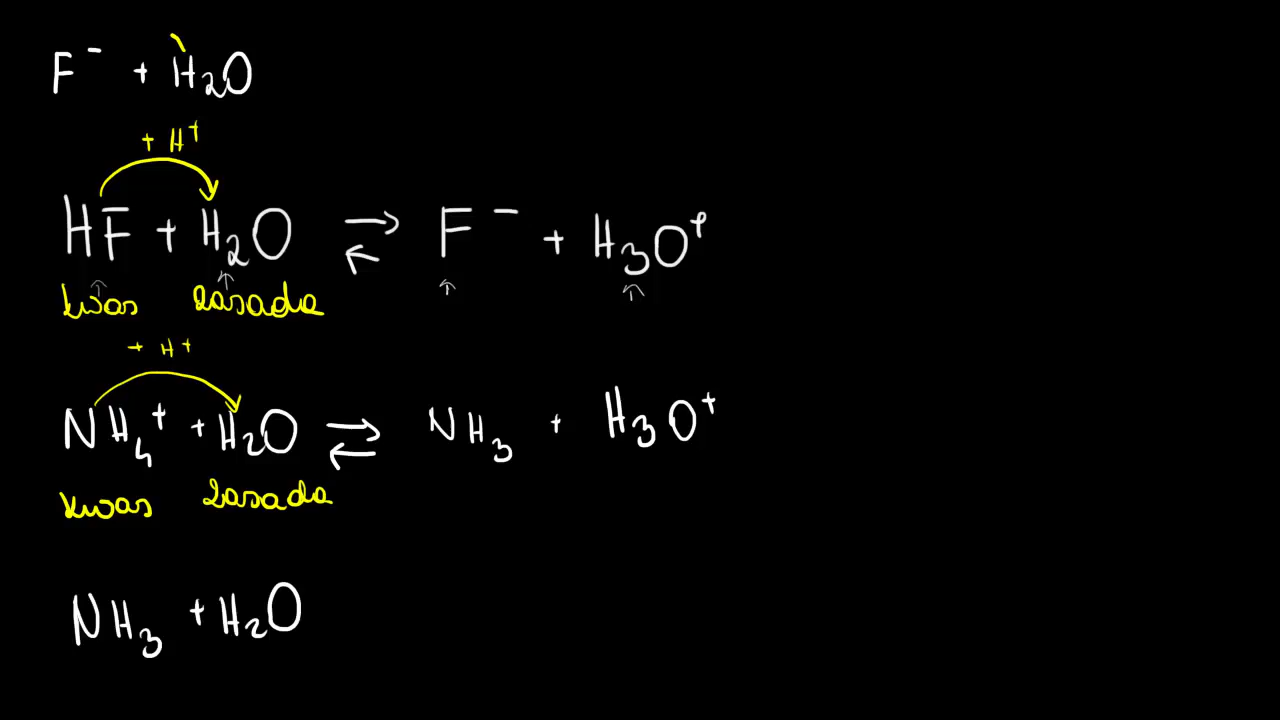 F⁻ + H₂O
+ H⁺
HF + H₂O ⇄ F⁻ + H₃O⁺
kwas zasada
+ H⁺
NH₄⁺ + H₂O ⇄ NH₃ + H₃O⁺
kwas zasada
NH₃ + H₂O